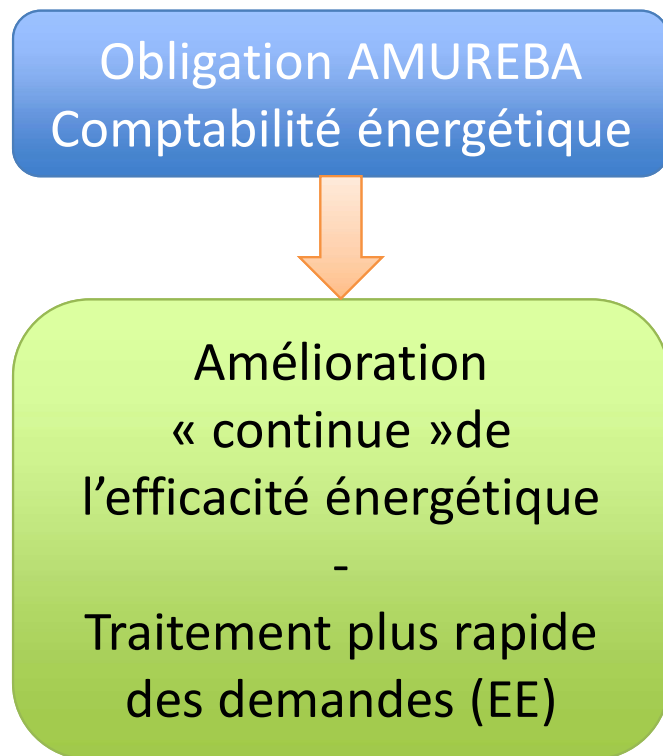 Obligation AMUREBA
Comptabilité énergétique
Amélioration
« continue »de
l’efficacité énergétique
-
Traitement plus rapide
des demandes (EE)